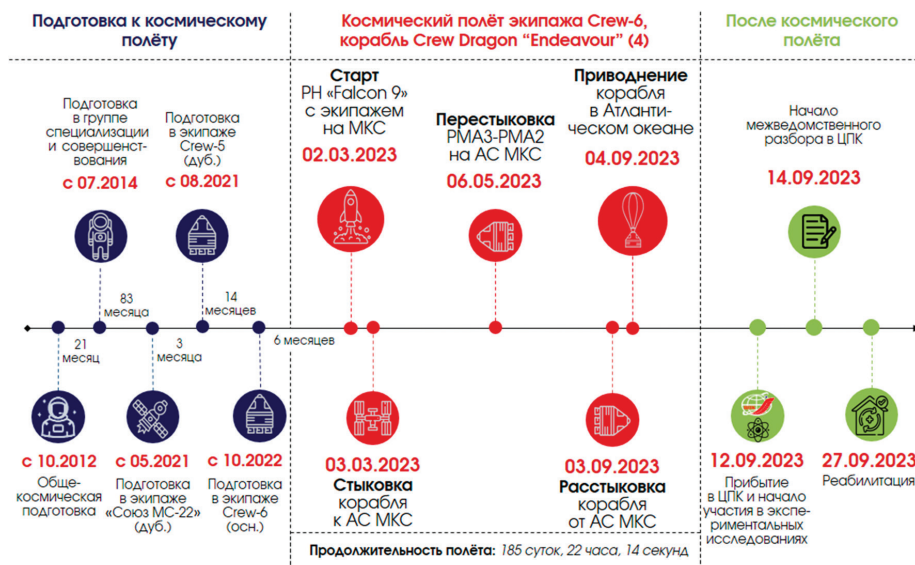 Подготовка к космическому
полёту
Космический полёт экипажа Crew-6,
корабль Crew Dragon “Endeavour” (4)
После космического
полёта
Подготовка
в группе
специализации
и совершенст-
вования
с 07.2014
Подготовка
в экипаже
Crew-5
(дуб.)
с 08.2021
Старт
РН «Falcon 9»
с экипажем
на МКС
02.03.2023
Перестыковка
РМА3-РМА2
на АС МКС
06.05.2023
Приводнение
корабля
в Атланти-
ческом океане
04.09.2023
Начало
межведомственного
разбора в ЦПК
14.09.2023
83
месяца
14
месяцев
21
месяц
3
месяца
6 месяцев
с 10.2012
Обще-
космическая
подготовка
с 05.2021
Подготовка
в экипаже
«Союз МС-22»
(дуб.)
с 10.2022
Подготовка
в экипаже
Crew-6
(осн.)
03.03.2023
Стыковка
корабля
к АС МКС
03.09.2023
Расстыковка
корабля
от АС МКС
12.09.2023
Прибытие
в ЦПК и начало
участия в экспе-
риментальных
исследованиях
27.09.2023
Реабилитация
Продолжительность полёта: 185 суток, 22 часа, 14 секунд